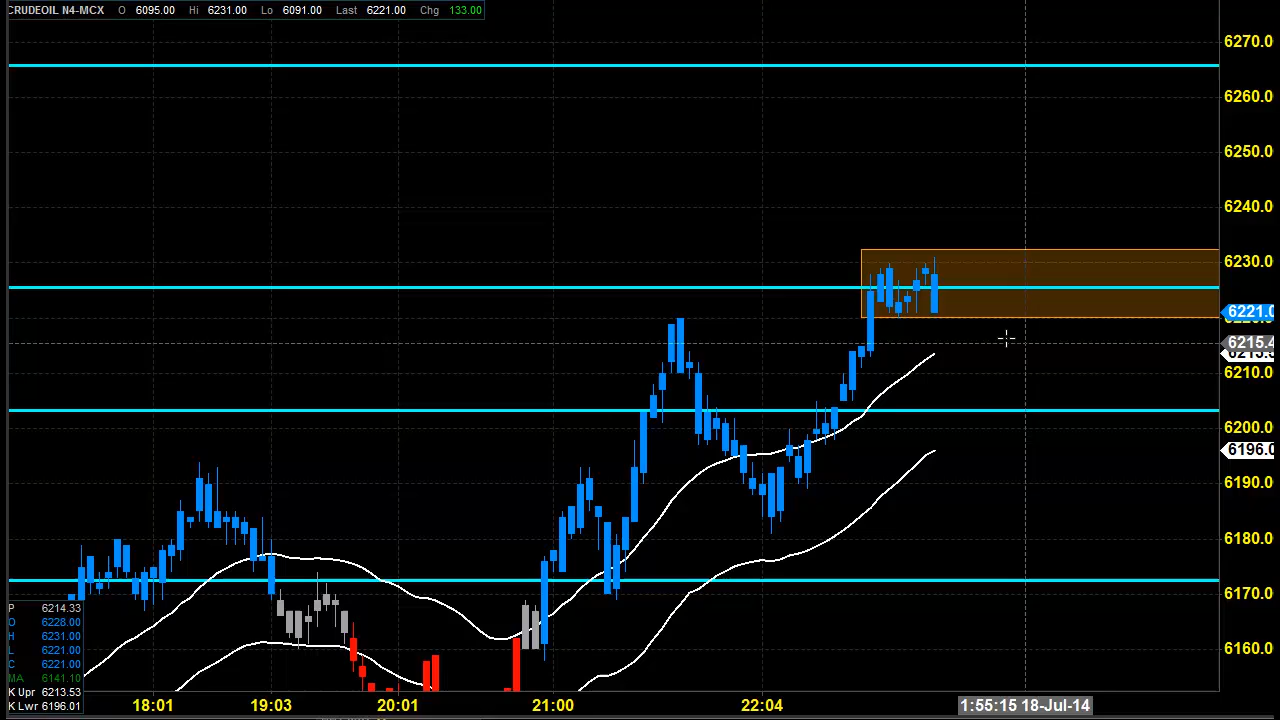 CRUDEOIL N4-MCX O 6095.00 Hi 6231.00 Lo 6091.00 Last 6221.00 Chg 133.00
6270.0
6260.0
6250.0
6240.0
6230.0
6221.0
6215.4
6210.0
6200.0
6196.0
6190.0
6180.0
6170.0
6160.0
P 6214.33
O 6228.00
H 6231.00
L 6221.00
C 6221.00
MA 6141.10
K Upr 6213.53
K Lwr 6196.01
18:01 19:03 20:01 21:00 22:04 1:55:15 18-Jul-14